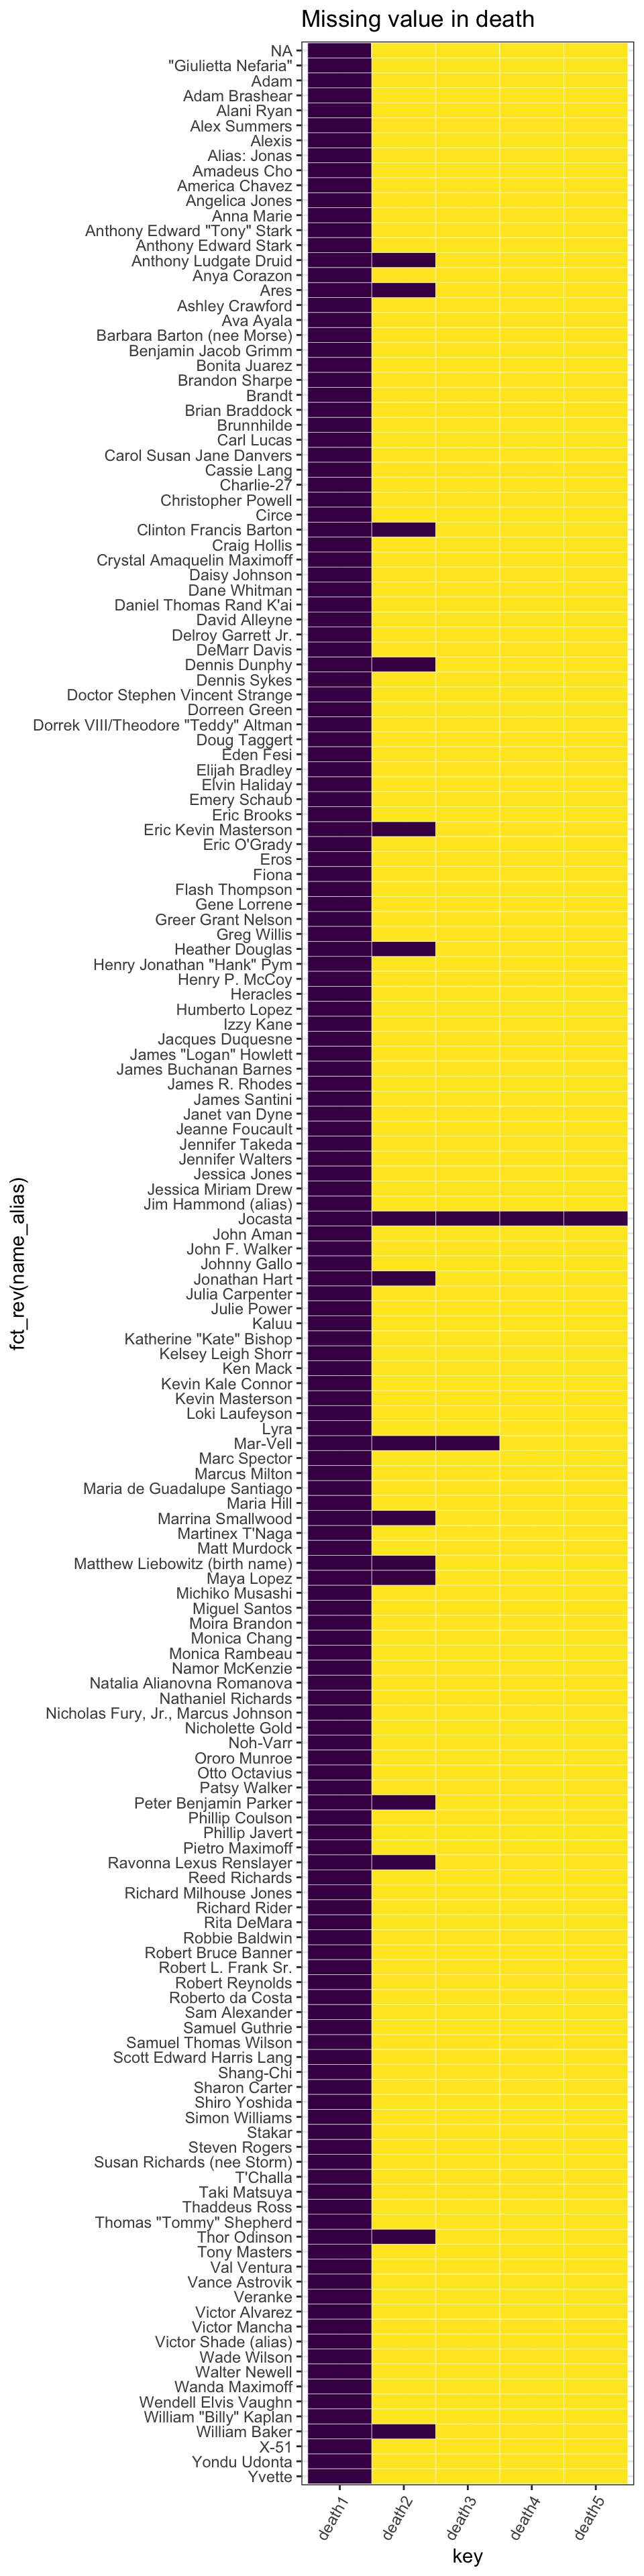 Missing value in death
NA
"Giulietta Nefaria"
Adam
Adam Brashear
Alani Ryan
Alex Summers
Alexis
Alias: Jonas
Amadeus Cho
America Chavez
Angelica Jones
Anna Marie
Anthony Edward "Tony" Stark
Anthony Edward Stark
Anthony Ludgate Druid
Anya Corazon
Ares
Ashley Crawford
Ava Ayala
Barbara Barton (nee Morse)
Benjamin Jacob Grimm
Bonita Juarez
Brandon Sharpe
Brandt
Brian Braddock
Brunnhilde
Carl Lucas
Carol Susan Jane Danvers
Cassie Lang
Charlie-27
Christopher Powell
Circe
Clinton Francis Barton
Craig Hollis
Crystal Amaquelin Maximoff
Daisy Johnson
Dane Whitman
Daniel Thomas Rand K'ai
David Alleyne
Delroy Garrett Jr.
DeMarr Davis
Dennis Dunphy
Dennis Sykes
Doctor Stephen Vincent Strange
Dorreen Green
Dorrek VIII/Theodore "Teddy" Altman
Doug Taggert
Eden Fesi
Elijah Bradley
Elvin Haliday
Emery Schaub
Eric Brooks
Eric Kevin Masterson
Eric O'Grady
Eros
Fiona
Flash Thompson
Gene Lorrene
Greer Grant Nelson
Greg Willis
Heather Douglas
Henry Jonathan "Hank" Pym
Henry P. McCoy
Heracles
Humberto Lopez
Izzy Kane
Jacques Duquesne
James "Logan" Howlett
James Buchanan Barnes
James R. Rhodes
James Santini
Janet van Dyne
Jeanne Foucault
Jennifer Takeda
Jennifer Walters
Jessica Jones
Jessica Miriam Drew
Jim Hammond (alias)
Jocasta
John Aman
John F. Walker
Johnny Gallo
Jonathan Hart
Julia Carpenter
Julie Power
Kaluu
Katherine "Kate" Bishop
Kelsey Leigh Shorr
Ken Mack
Kevin Kale Connor
Kevin Masterson
Loki Laufeyson
Lyra
Mar-Vell
Marc Spector
Marcus Milton
Maria de Guadalupe Santiago
Maria Hill
Marrina Smallwood
Martinex T'Naga
Matt Murdock
Matthew Liebowitz (birth name)
Maya Lopez
Michiko Musashi
Miguel Santos
Moira Brandon
Monica Chang
Monica Rambeau
Namor McKenzie
Natalia Alianovna Romanova
Nathaniel Richards
Nicholas Fury, Jr., Marcus Johnson
Nicholette Gold
Noh-Varr
Ororo Munroe
Otto Octavius
Patsy Walker
Peter Benjamin Parker
Phillip Coulson
Phillip Javert
Pietro Maximoff
Ravonna Lexus Renslayer
Reed Richards
Richard Milhouse Jones
Richard Rider
Rita DeMara
Robbie Baldwin
Robert Bruce Banner
Robert L. Frank Sr.
Robert Reynolds
Roberto da Costa
Sam Alexander
Samuel Guthrie
Samuel Thomas Wilson
Scott Edward Harris Lang
Shang-Chi
Sharon Carter
Shiro Yoshida
Simon Williams
Stakar
Steven Rogers
Susan Richards (nee Storm)
T'Challa
Taki Matsuya
Thaddeus Ross
Thomas "Tommy" Shepherd
Thor Odinson
Tony Masters
Val Ventura
Vance Astrovik
Veranke
Victor Alvarez
Victor Mancha
Victor Shade (alias)
Wade Wilson
Walter Newell
Wanda Maximoff
Wendell Elvis Vaughn
William "Billy" Kaplan
William Baker
X-51
Yondu Udonta
Yvette
fct_rev(name_alias)
death1
death2
death3
death4
death5
key